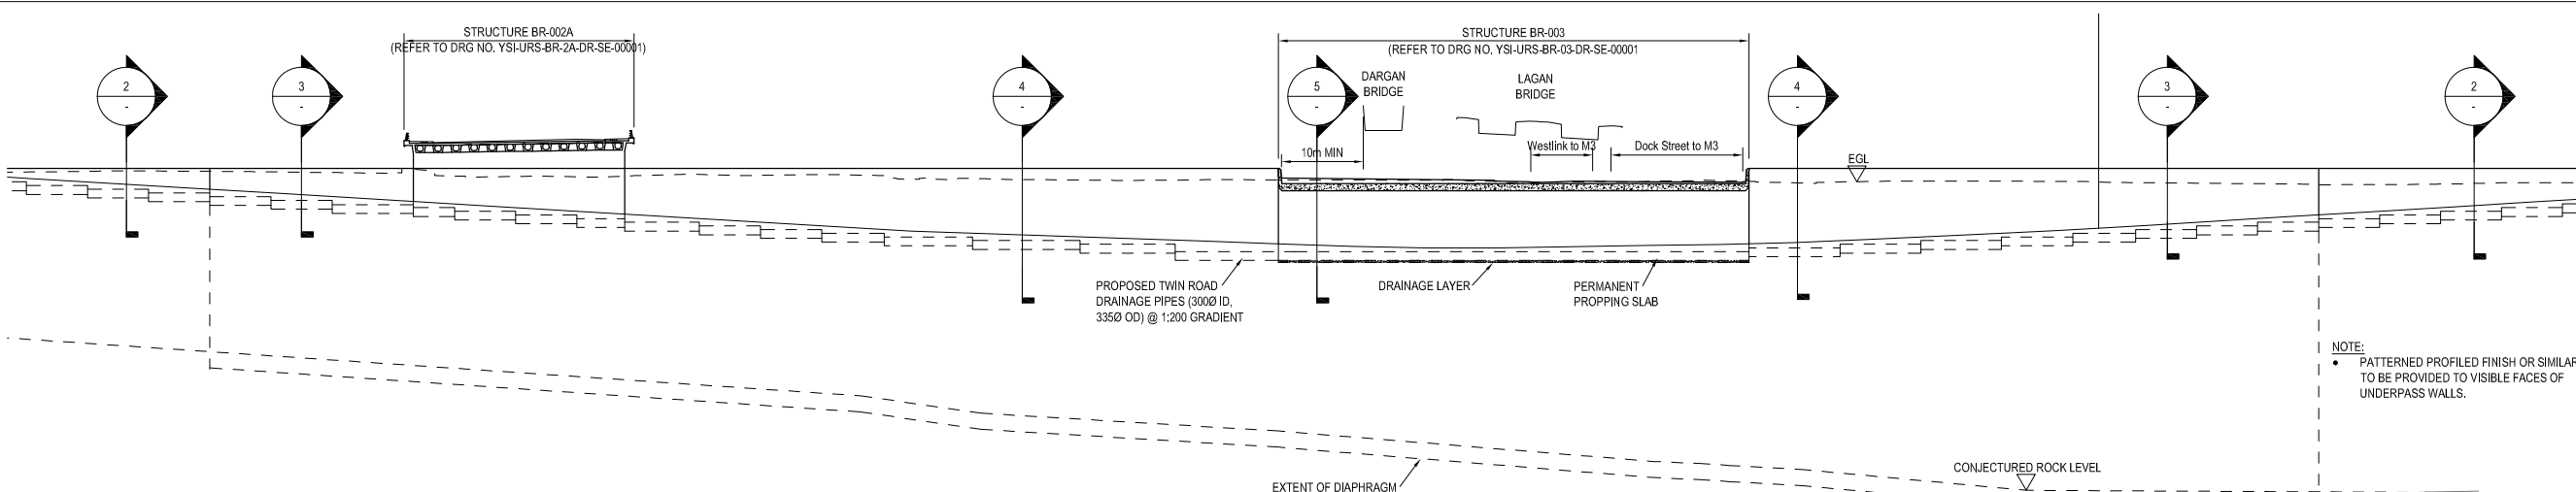 STRUCTURE BR-002A
(REFER TO DRG NO. YSI-URS-BR-2A-DR-SE-00001)
STRUCTURE BR-003
(REFER TO DRG NO. YSI-URS-BR-03-DR-SE-00001
2
-
3
-
4
-
5
-
DARGAN
BRIDGE
LAGAN
BRIDGE
4
-
3
-
2
-
10m MIN
Westlink to M3
Dock Street to M3
EGL
PROPOSED TWIN ROAD
DRAINAGE PIPES (300Ø ID,
335Ø OD) @ 1:200 GRADIENT
DRAINAGE LAYER
PERMANENT
PROPPING SLAB
NOTE:
• PATTERNED PROFILED FINISH OR SIMILAR
TO BE PROVIDED TO VISIBLE FACES OF
UNDERPASS WALLS.
CONJECTURED ROCK LEVEL
EXTENT OF DIAPHRAGM